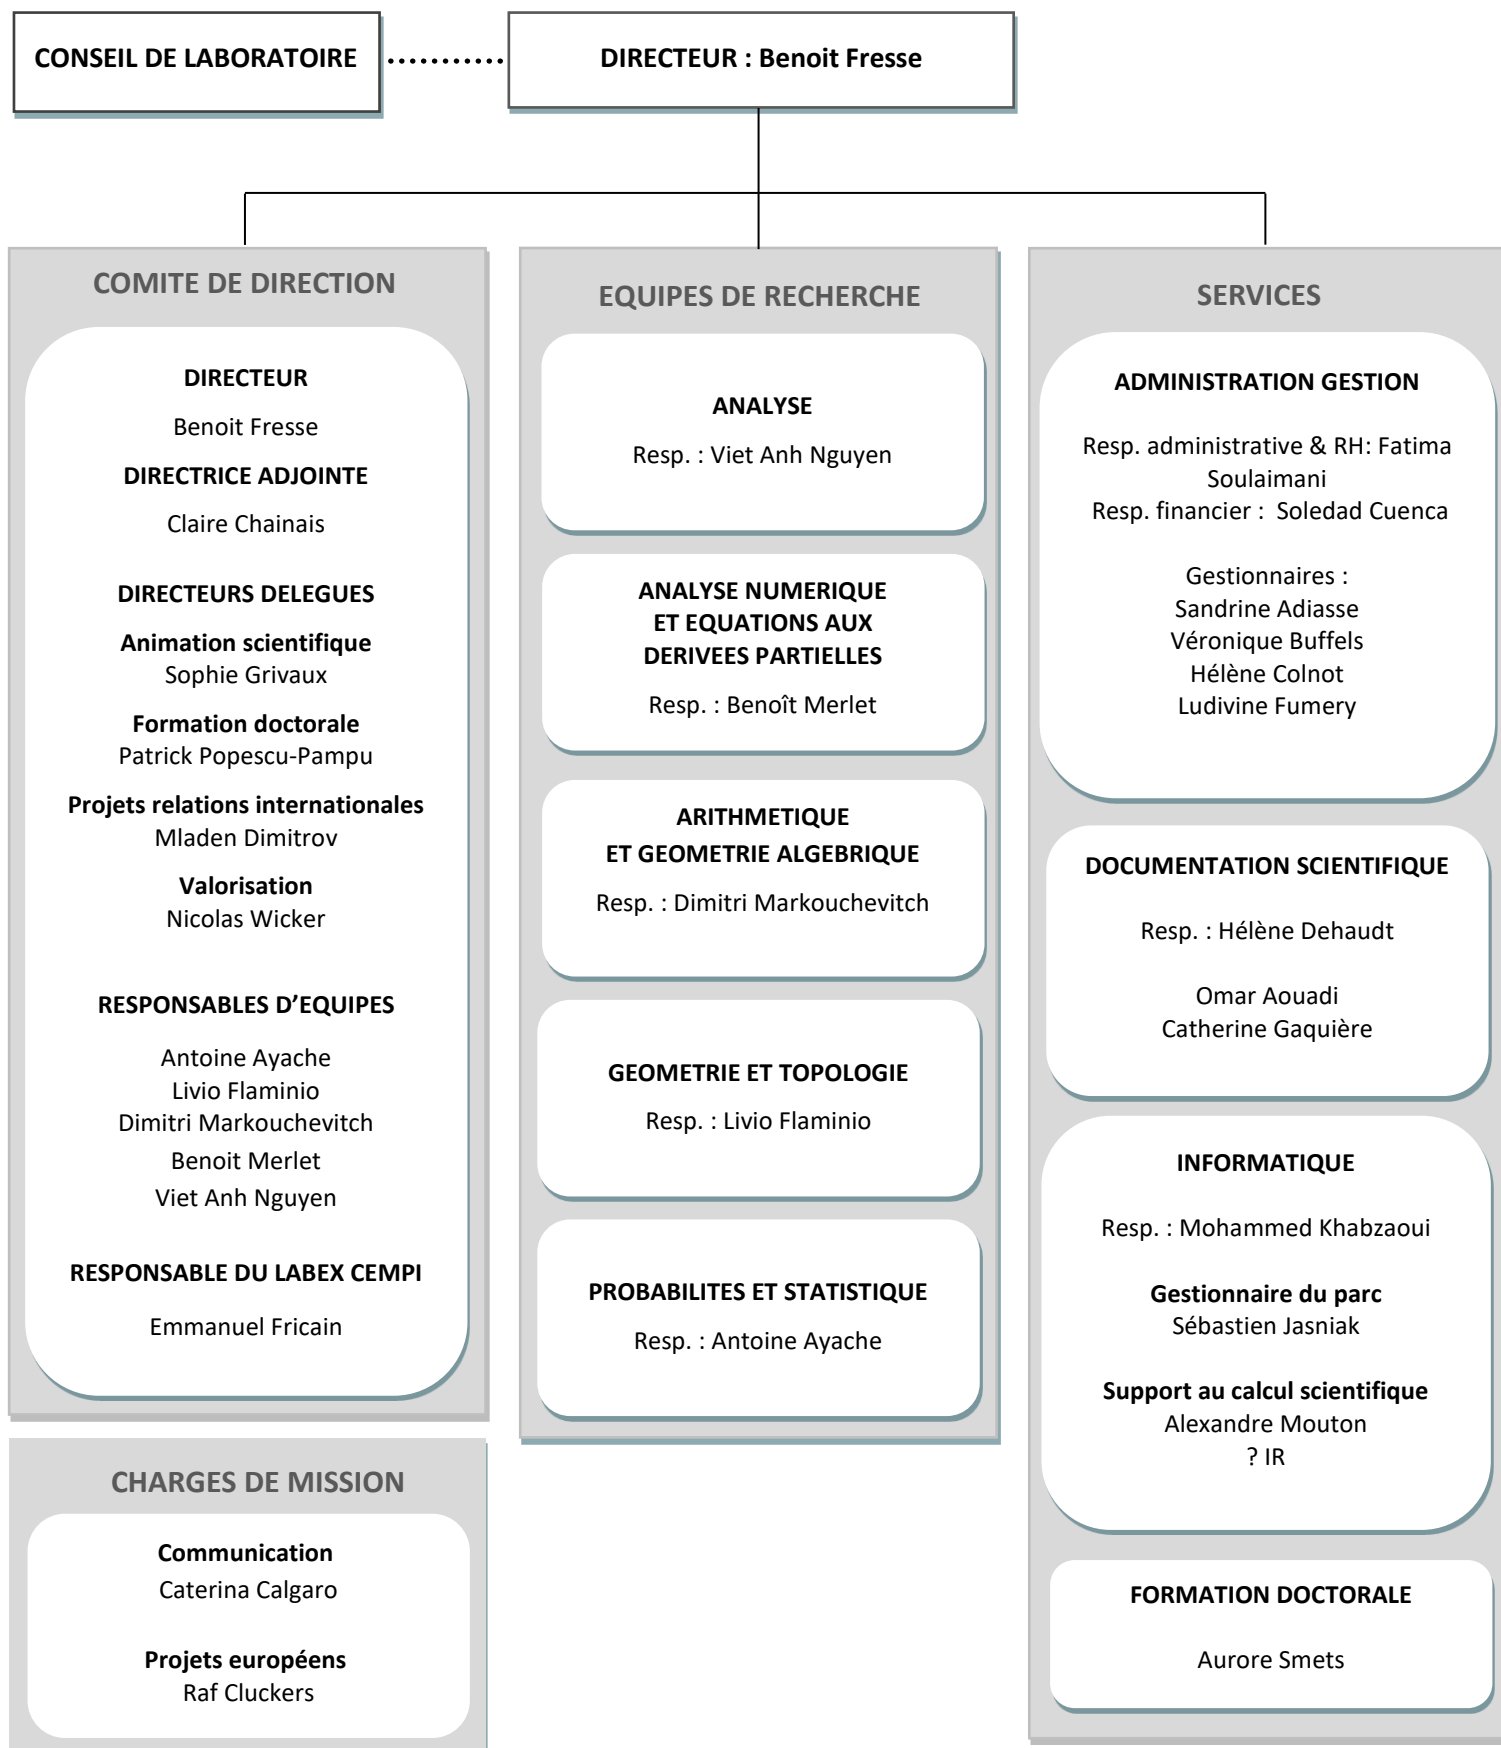 CONSEIL DE LABORATOIRE
DIRECTEUR : Benoit Fresse
COMITE DE DIRECTION
DIRECTEUR
Benoit Fresse
DIRECTRICE ADJOINTE
Claire Chainais
DIRECTEURS DELEGUES
Animation scientifique
Sophie Grivaux
Formation doctorale
Patrick Popescu-Pampu
Projets relations internationales
Mladen Dimitrov
Valorisation
Nicolas Wicker
RESPONSABLES D’EQUIPES
Antoine Ayache
Livio Flaminio
Dimitri Markouchevitch
Benoit Merlet
Viet Anh Nguyen
RESPONSABLE DU LABEX CEMPI
Emmanuel Fricain
CHARGES DE MISSION
Communication
Caterina Calgaro
Projets européens
Raf Cluckers
EQUIPES DE RECHERCHE
ANALYSE
Resp. : Viet Anh Nguyen
ANALYSE NUMERIQUE
ET EQUATIONS AUX
DERIVEES PARTIELLES
Resp. : Benoît Merlet
ARITHMETIQUE
ET GEOMETRIE ALGEBRIQUE
Resp. : Dimitri Markouchevitch
GEOMETRIE ET TOPOLOGIE
Resp. : Livio Flaminio
PROBABILITES ET STATISTIQUE
Resp. : Antoine Ayache
SERVICES
ADMINISTRATION GESTION
Resp. administrative & RH: Fatima
Soulaimani
Resp. financier : Soledad Cuenca
Gestionnaires :
Sandrine Adiasse
Véronique Buffels
Hélène Colnot
Ludivine Fumery
DOCUMENTATION SCIENTIFIQUE
Resp. : Hélène Dehaudt
Omar Aouadi
Catherine Gaquière
INFORMATIQUE
Resp. : Mohammed Khabzaoui
Gestionnaire du parc
Sébastien Jasniak
Support au calcul scientifique
Alexandre Mouton
? IR
FORMATION DOCTORALE
Aurore Smets